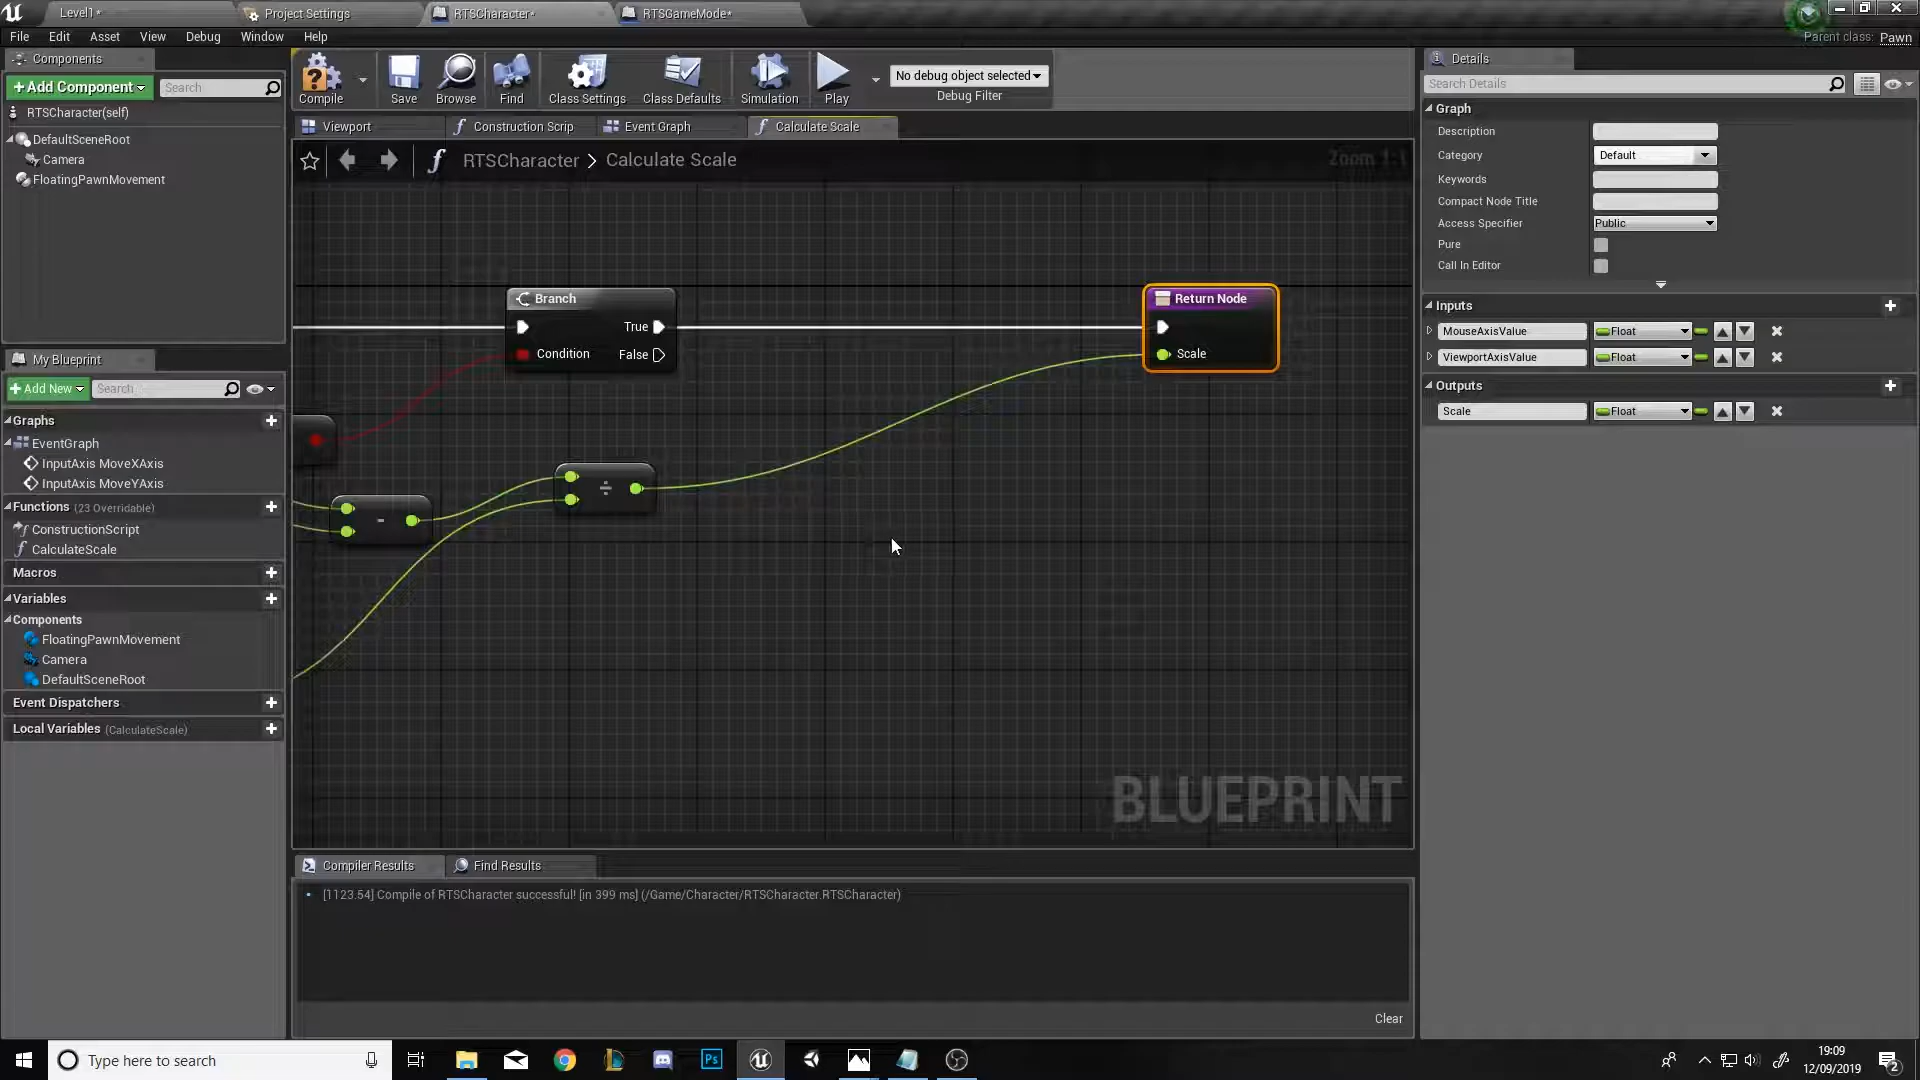 Level1*
Project Settings
RTSCharacter*
RTSGameMode*
File Edit Asset View Debug Window Help
Parent class: Pawn
Components
+Add Component
Search
RTSCharacter(self)
DefaultSceneRoot
Camera
FloatingPawnMovement
Compile
Save
Browse
Find
Class Settings
Class Defaults
Simulation
Play
No debug object selected
Debug Filter
Viewport
Construction Scrip
Event Graph
Calculate Scale
RTSCharacter > Calculate Scale
Zoom 1:1
Branch
True
Condition
False
Return Node
Scale
-
÷
BLUEPRINT
My Blueprint
+Add New
Search
Graphs
EventGraph
InputAxis MoveXAxis
InputAxis MoveYAxis
Functions (23 Overridable)
ConstructionScript
CalculateScale
Macros
Variables
Components
FloatingPawnMovement
Camera
DefaultSceneRoot
Event Dispatchers
Local Variables (CalculateScale)
Compiler Results
Find Results
[1123.54] Compile of RTSCharacter successful! [in 399 ms] (/Game/Character/RTSCharacter.RTSCharacter)
Clear
Details
Search Details
Graph
Description
Category
Default
Keywords
Compact Node Title
Access Specifier
Public
Pure
Call In Editor
Inputs
MouseAxisValue
Float
ViewportAxisValue
Float
Outputs
Scale
Float
Type here to search
Ps
19:09
12/09/2019
2